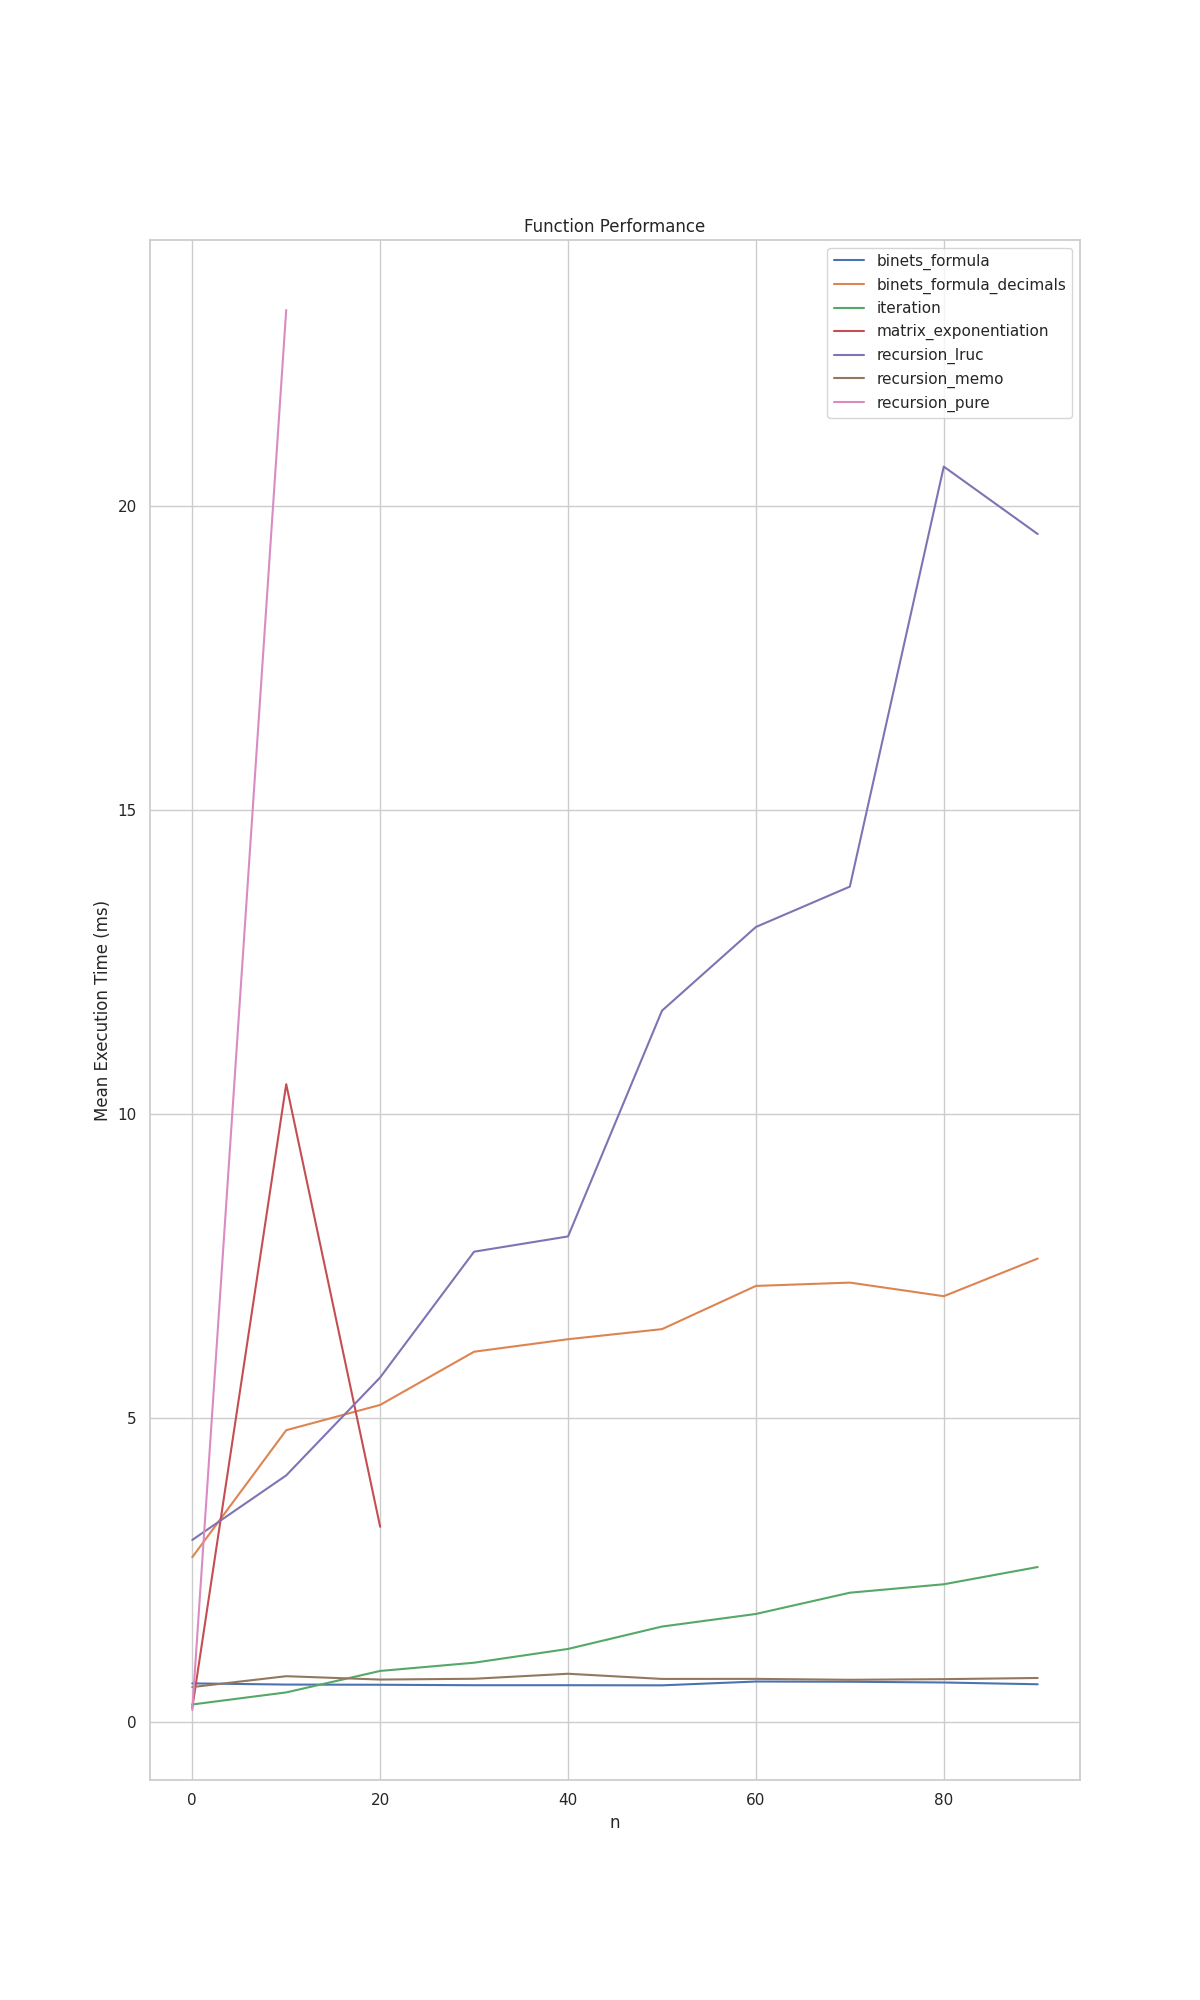 Function Performance
binets_formula
binets_formula_decimals
iteration
matrix_exponentiation
recursion_lruc
recursion_memo
recursion_pure
Mean Execution Time (ms)
20
15
10
5
0
0 20 40 60 80
n